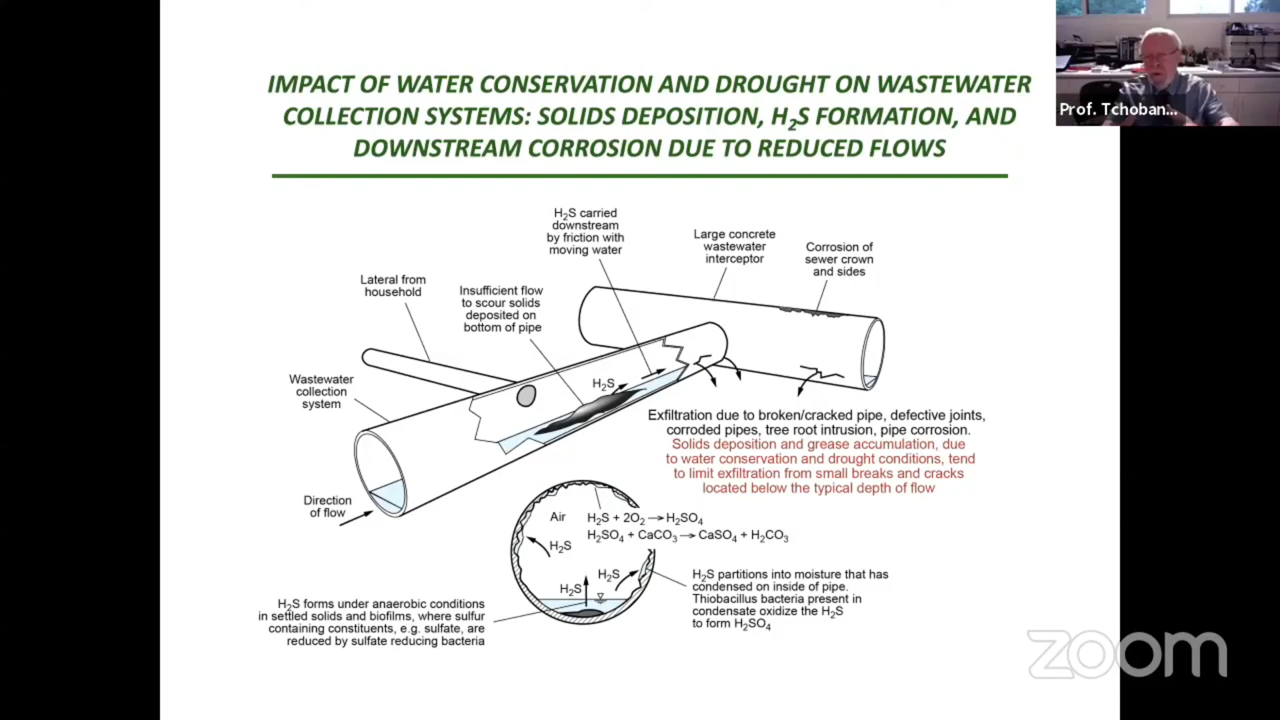 IMPACT OF WATER CONSERVATION AND DROUGHT ON WASTEWATER
COLLECTION SYSTEMS: SOLIDS DEPOSITION, H₂S FORMATION, AND
DOWNSTREAM CORROSION DUE TO REDUCED FLOWS
Prof. Tchoban...
H₂S carried
downstream
by friction with
moving water
Large concrete
wastewater
interceptor
Corrosion of
sewer crown
and sides
Lateral from
household
Insufficient flow
to scour solids
deposited on
bottom of pipe
Wastewater
collection
system
H₂S
Exfiltration due to broken/cracked pipe, defective joints,
corroded pipes, tree root intrusion, pipe corrosion.
Solids deposition and grease accumulation, due
to water conservation and drought conditions, tend
to limit exfiltration from small breaks and cracks
located below the typical depth of flow
Direction
of flow
Air
H₂S + 2O₂ → H₂SO₄
H₂SO₄ + CaCO₃ → CaSO₄ + H₂CO₃
H₂S
H₂S
H₂S
H₂S partitions into moisture that has
condensed on inside of pipe.
Thiobacillus bacteria present in
condensate oxidize the H₂S
to form H₂SO₄
H₂S forms under anaerobic conditions
in settled solids and biofilms, where sulfur
containing constituents, e.g. sulfate, are
reduced by sulfate reducing bacteria
zoom